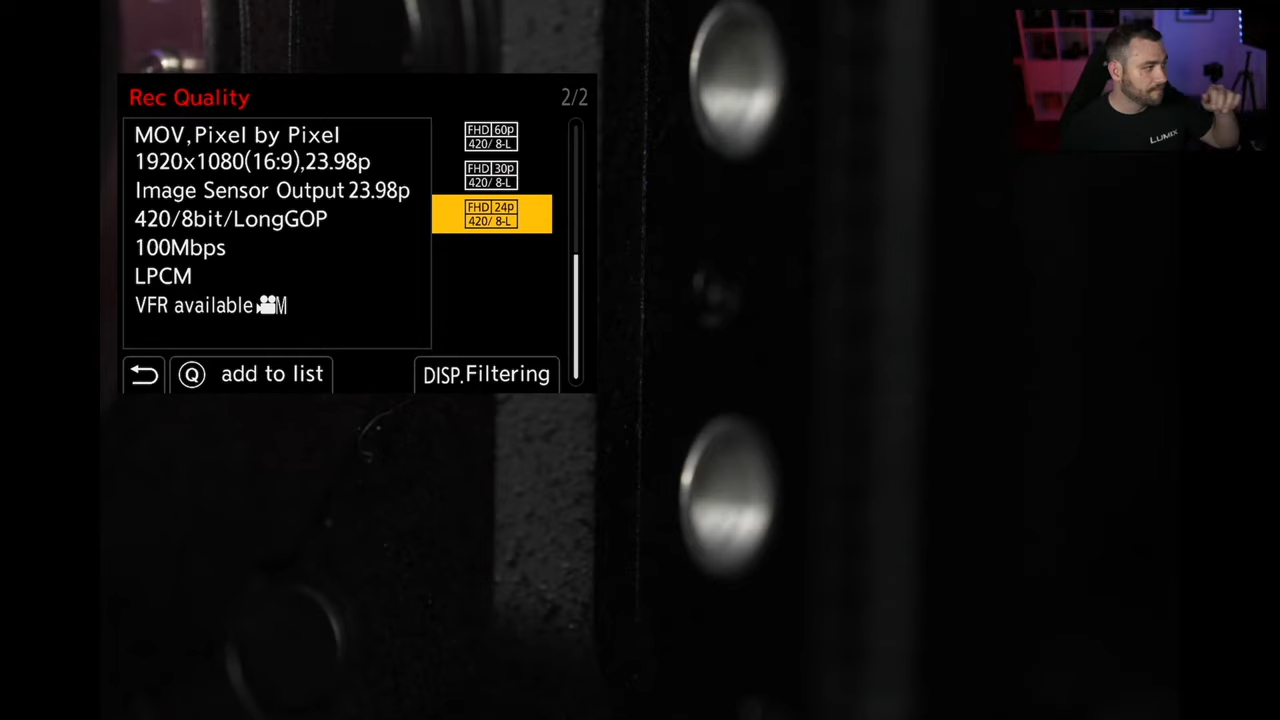 Rec Quality 2/2
MOV,Pixel by Pixel
1920x1080(16:9),23.98p
Image Sensor Output 23.98p
420/8bit/LongGOP
100Mbps
LPCM
VFR available M
FHD 60p
420/ 8-L
FHD 30p
420/ 8-L
FHD 24p
420/ 8-L
Q add to list
DISP.Filtering
LUMIX